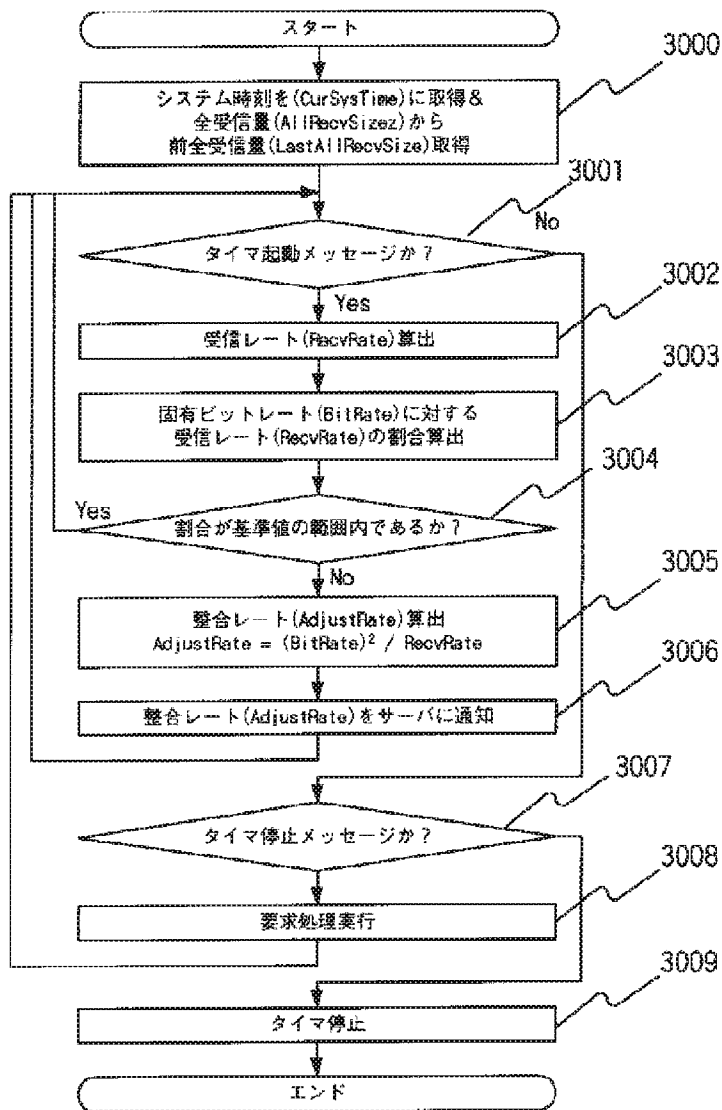 スタート
3000
システム時刻を(CurSysTime)に取得&
全受信量(AllRecvSizez)から
前全受信量(LastAllRecvSize)取得
3001
No
タイマ起動メッセージか?
Yes
3002
受信レート(RecvRate)算出
3003
固有ビットレート(BitRate)に対する
受信レート(RecvRate)の割合算出
3004
Yes
割合が基準値の範囲内であるか?
No
3005
整合レート(AdjustRate)算出
AdjustRate = (BitRate)² / RecvRate
3006
整合レート(AdjustRate)をサーバに通知
3007
タイマ停止メッセージか?
3008
要求処理実行
3009
タイマ停止
エンド